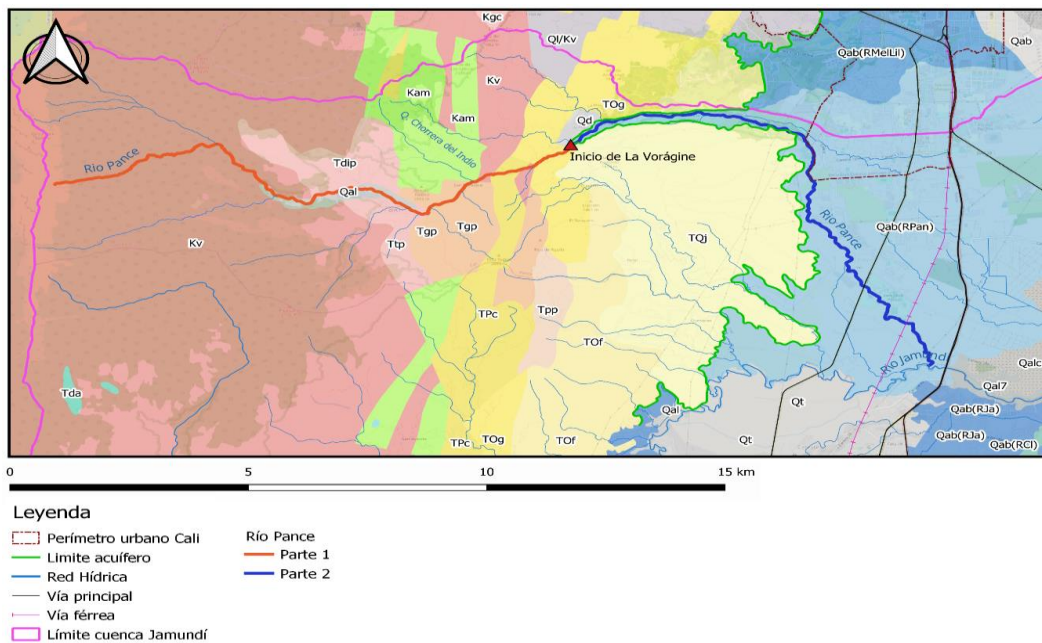 Kgc
Ql/Kv
Qab(RMeLil)
Qab
Kv
Kam
Kam
TOg
Qd
Q. Chorrera del Indio
Inicio de La Vorágine
Río Pance
Tdip
Qal
Tgp
Tgp
Ttp
Kv
Río Pance
Qab(RPan)
TQj
TPc
Tpp
TOf
Río Jamundí
Qalc
Qal7
Tda
Qal
Qt
Qt
Qab(RJa)
Qab(RJa)
Qab(RCl)
TPc
TOg
TOf
0 5 10 15 km
Leyenda
Perímetro urbano Cali
Limite acuífero
Red Hídrica
Vía principal
Vía férrea
Límite cuenca Jamundí
Río Pance
Parte 1
Parte 2